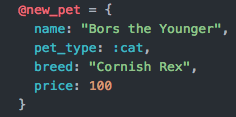 @new_pet = {
  name: "Bors the Younger",
  pet_type: :cat,
  breed: "Cornish Rex",
  price: 100
}